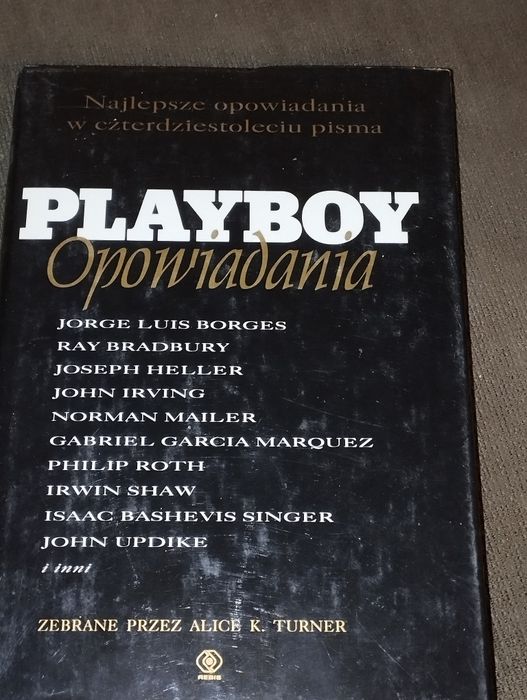 Najlepsze opowiadania
w czterdziestoleciu pisma
PLAYBOY
Opowiadania
JORGE LUIS BORGES
RAY BRADBURY
JOSEPH HELLER
JOHN IRVING
NORMAN MAILER
GABRIEL GARCIA MARQUEZ
PHILIP ROTH
IRWIN SHAW
ISAAC BASHEVIS SINGER
JOHN UPDIKE
i inni
ZEBRANE PRZEZ ALICE K. TURNER
REBIS